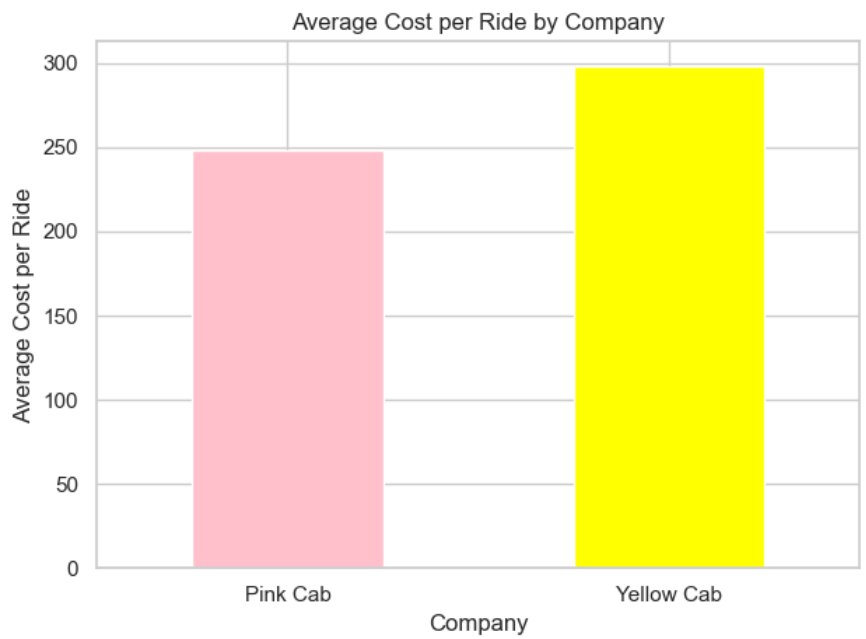 Average Cost per Ride by Company
Average Cost per Ride
300
250
200
150
100
50
0
Pink Cab Yellow Cab
Company